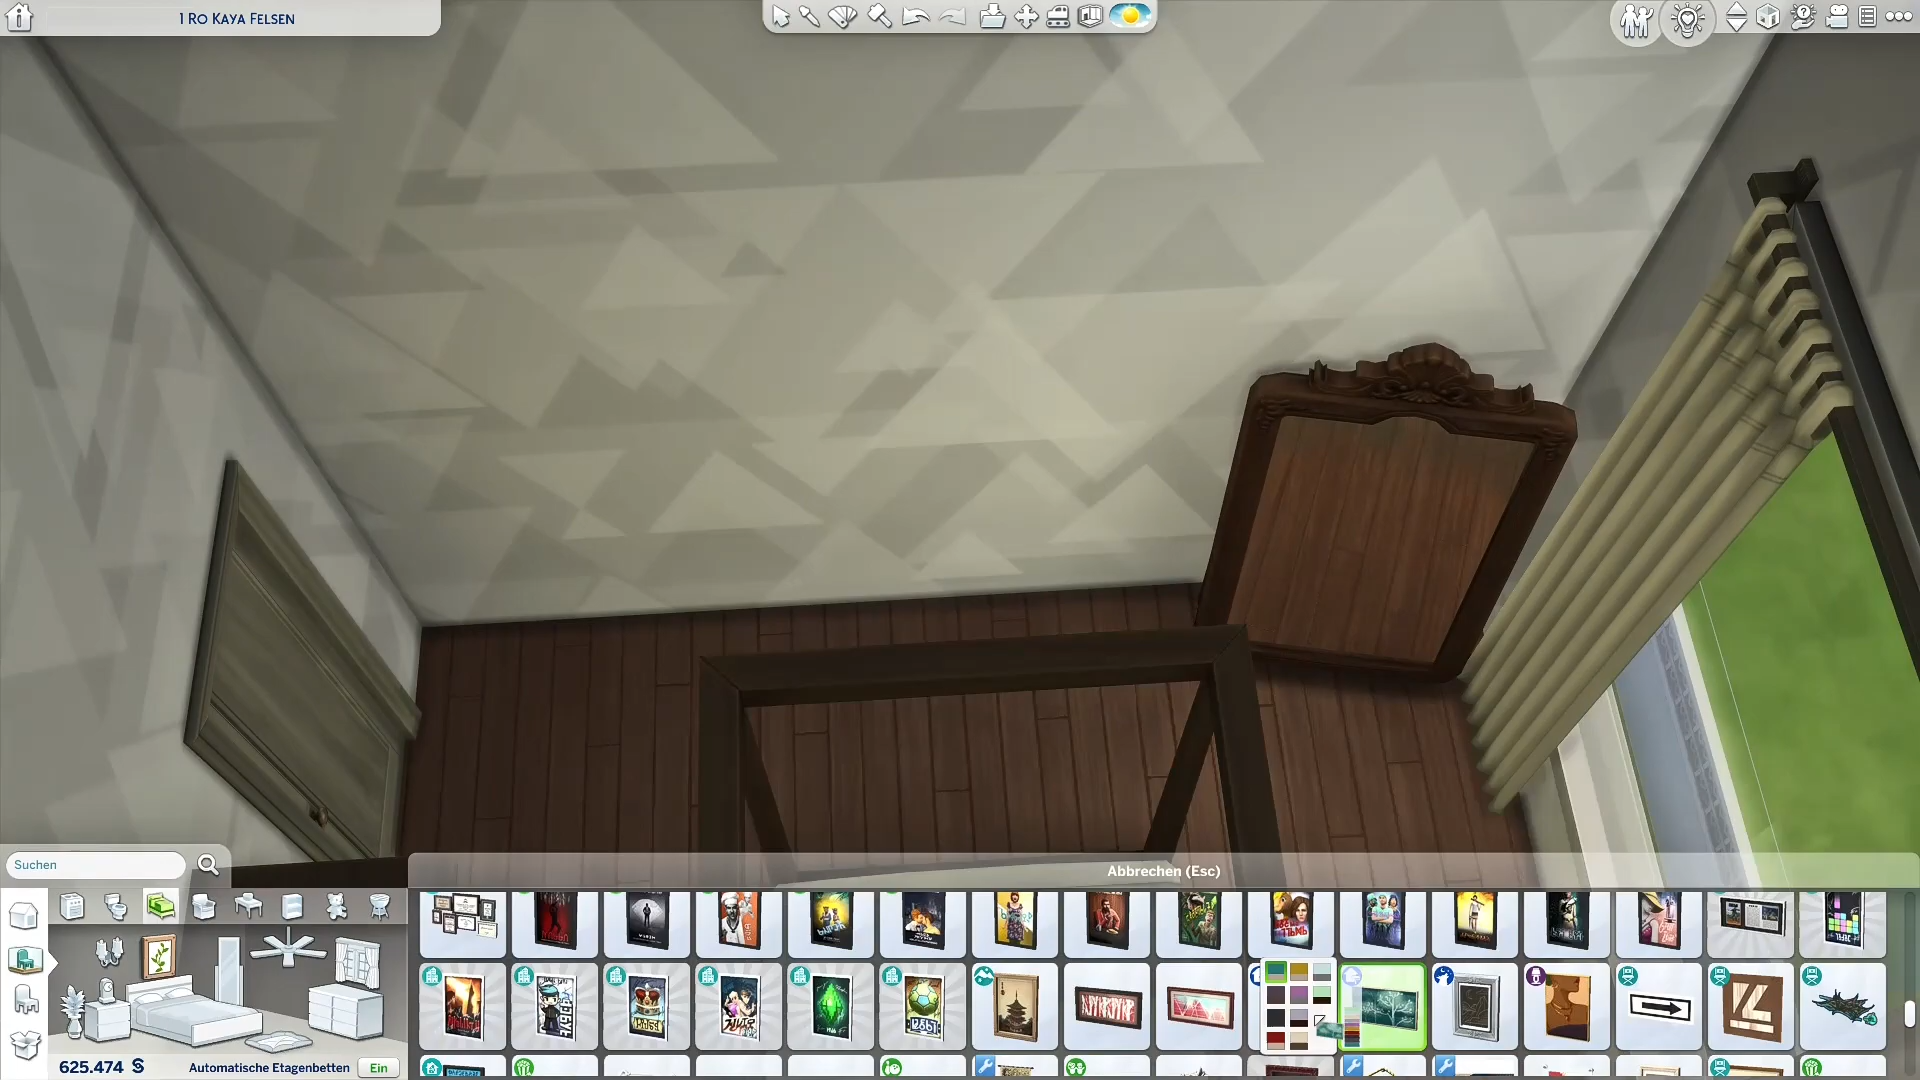 1 Ro Kaya Felsen
Abbrechen (Esc)
Suchen
625.474 S
Automatische Etagenbetten Ein